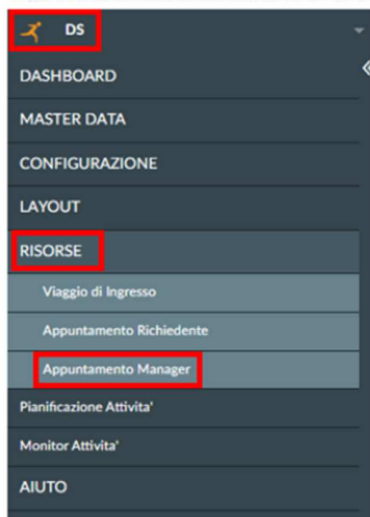 DS
DASHBOARD
MASTER DATA
CONFIGURAZIONE
LAYOUT
RISORSE
Viaggio di Ingresso
Appuntamento Richiedente
Appuntamento Manager
Pianificazione Attivita'
Monitor Attivita'
AIUTO